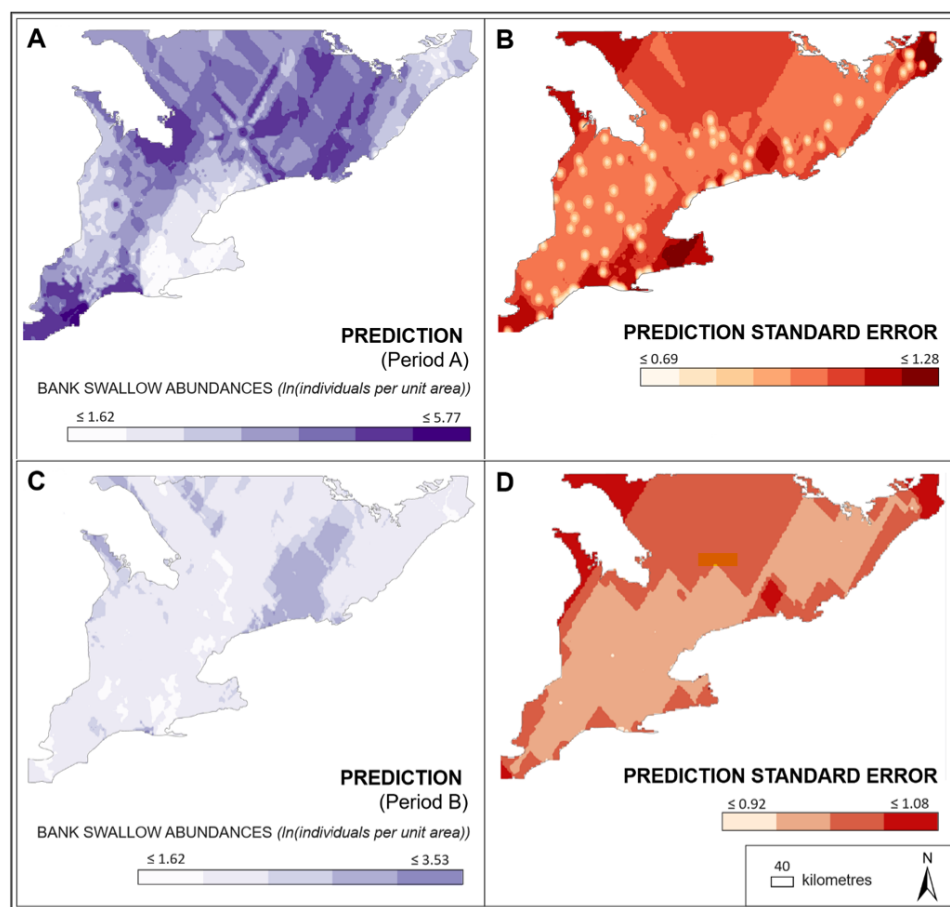 A
PREDICTION
(Period A)
BANK SWALLOW ABUNDANCES (ln(individuals per unit area))
≤ 1.62 ≤ 5.77
B
PREDICTION STANDARD ERROR
≤ 0.69 ≤ 1.28
C
PREDICTION
(Period B)
BANK SWALLOW ABUNDANCES (ln(individuals per unit area))
≤ 1.62 ≤ 3.53
D
PREDICTION STANDARD ERROR
≤ 0.92 ≤ 1.08
40 kilometres
N